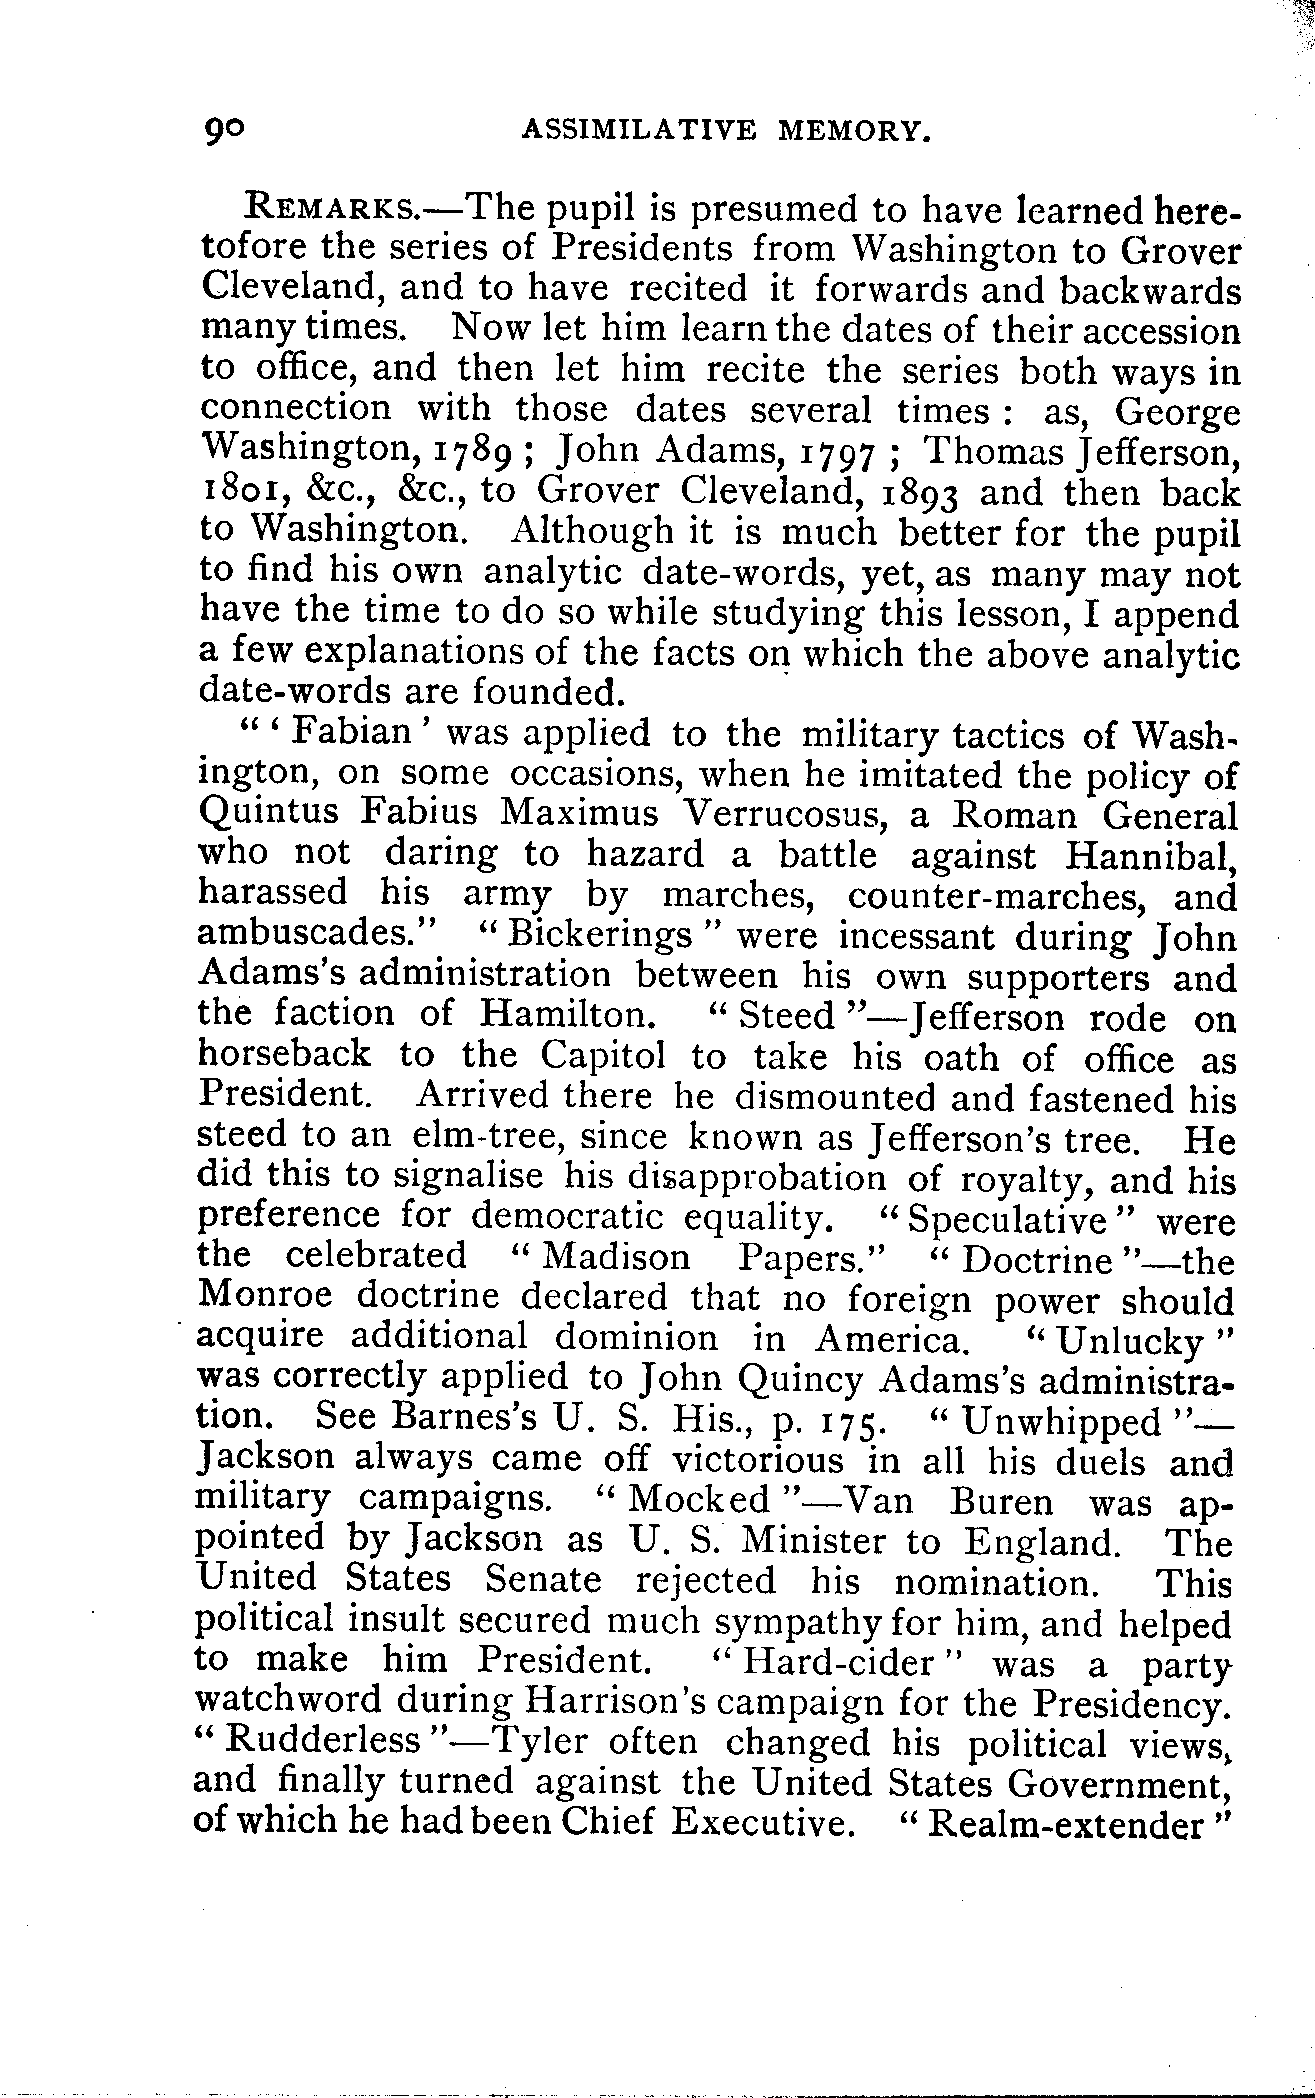 90 ASSIMILATIVE MEMORY.
REMARKS.—The pupil is presumed to have learned here-
tofore the series of Presidents from Washington to Grover
Cleveland, and to have recited it forwards and backwards
many times. Now let him learn the dates of their accession
to office, and then let him recite the series both ways in
connection with those dates several times : as, George
Washington, 1789 ; John Adams, 1797 ; Thomas Jefferson,
1801, &c., &c., to Grover Cleveland, 1893 and then back
to Washington. Although it is much better for the pupil
to find his own analytic date-words, yet, as many may not
have the time to do so while studying this lesson, I append
a few explanations of the facts on which the above analytic
date-words are founded.
“ ‘ Fabian ’ was applied to the military tactics of Wash-
ington, on some occasions, when he imitated the policy of
Quintus Fabius Maximus Verrucosus, a Roman General
who not daring to hazard a battle against Hannibal,
harassed his army by marches, counter-marches, and
ambuscades.” “ Bickerings ” were incessant during John
Adams's administration between his own supporters and
the faction of Hamilton. “ Steed ”—Jefferson rode on
horseback to the Capitol to take his oath of office as
President. Arrived there he dismounted and fastened his
steed to an elm-tree, since known as Jefferson's tree. He
did this to signalise his disapprobation of royalty, and his
preference for democratic equality. “ Speculative ” were
the celebrated “ Madison Papers.” “ Doctrine ”—the
Monroe doctrine declared that no foreign power should
acquire additional dominion in America. “ Unlucky ”
was correctly applied to John Quincy Adams's administra-
tion. See Barnes's U. S. His., p. 175. “ Unwhipped ”—
Jackson always came off victorious in all his duels and
military campaigns. “ Mocked ”—Van Buren was ap-
pointed by Jackson as U. S. Minister to England. The
United States Senate rejected his nomination. This
political insult secured much sympathy for him, and helped
to make him President. “ Hard-cider ” was a party
watchword during Harrison's campaign for the Presidency.
“ Rudderless ”—Tyler often changed his political views,
and finally turned against the United States Government,
of which he had been Chief Executive. “ Realm-extender ”